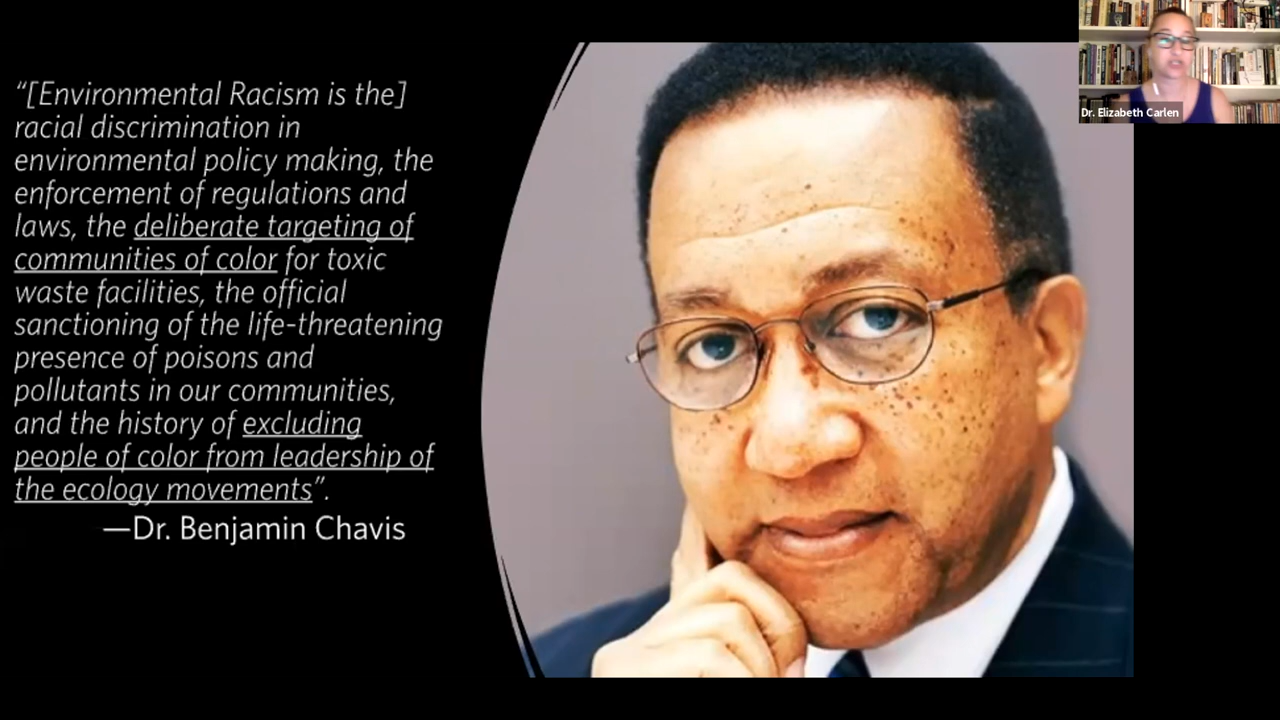 “[Environmental Racism is the]
racial discrimination in
environmental policy making, the
enforcement of regulations and
laws, the deliberate targeting of
communities of color for toxic
waste facilities, the official
sanctioning of the life-threatening
presence of poisons and
pollutants in our communities,
and the history of excluding
people of color from leadership of
the ecology movements”.
—Dr. Benjamin Chavis
Dr. Elizabeth Carlen